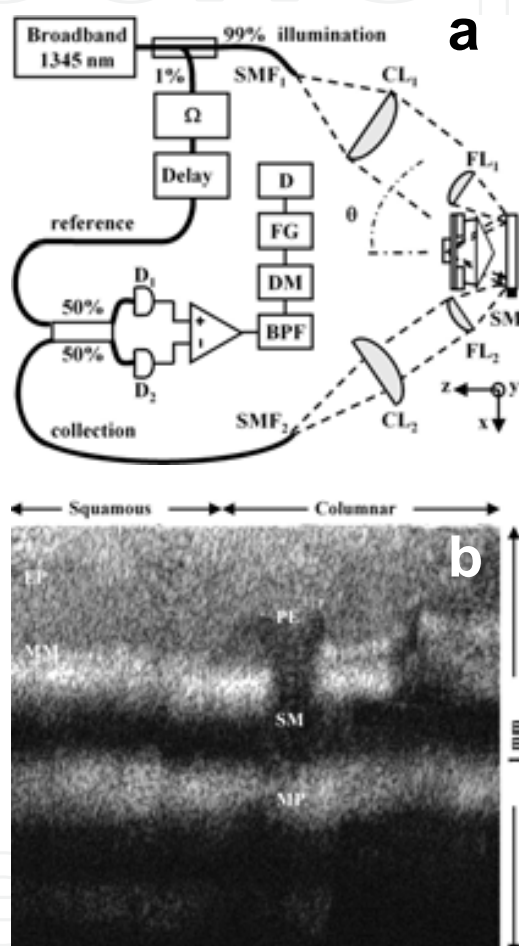 a
Broadband
1345 nm
99% illumination
1%
SMF1
CL1
Ω
Delay
FL1
D
θ
reference
FG
D1
50%
DM
+
-
BPF
50%
D2
SM
FL2
SMF2
CL2
z
y
x
collection
Squamous
Columnar
b
EP
PE
MM
SM
MP
1 mm